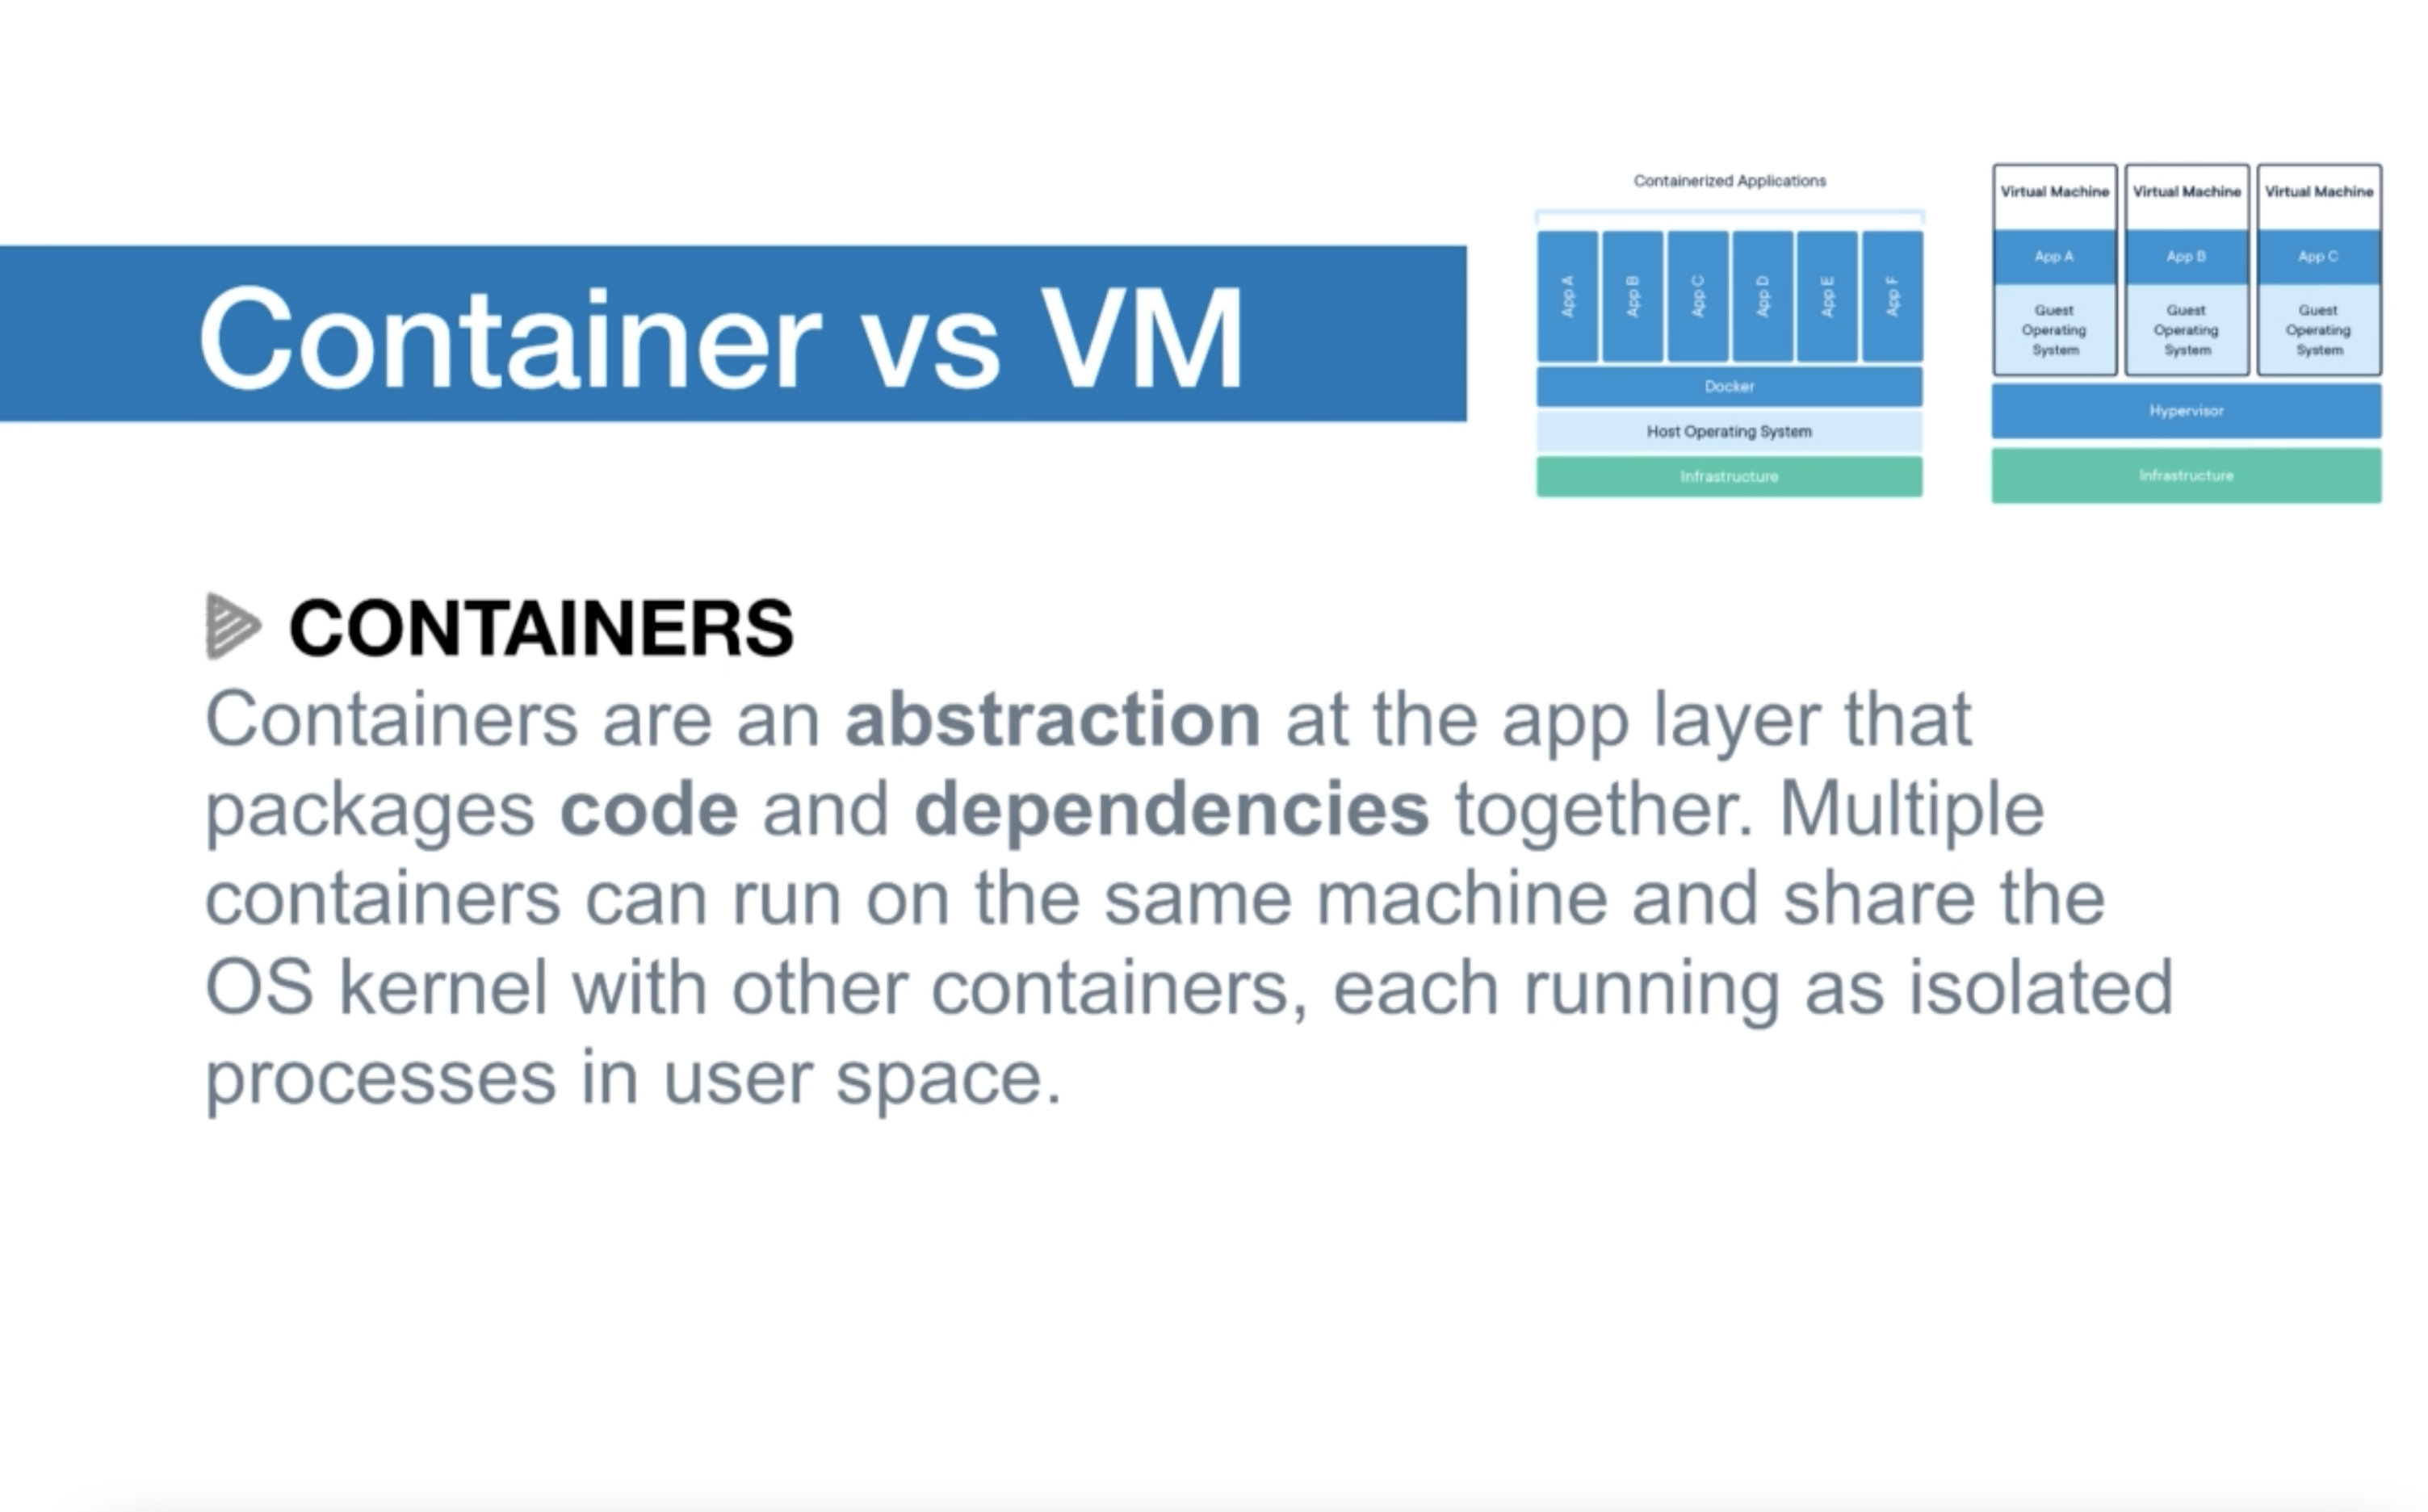 Container vs VM
Containerized Applications
App A
App B
App C
App D
App E
App F
Docker
Host Operating System
Infrastructure
Virtual Machine
App A
Guest
Operating
System
Virtual Machine
App B
Guest
Operating
System
Virtual Machine
App C
Guest
Operating
System
Hypervisor
Infrastructure
CONTAINERS
Containers are an abstraction at the app layer that
packages code and dependencies together. Multiple
containers can run on the same machine and share the
OS kernel with other containers, each running as isolated
processes in user space.